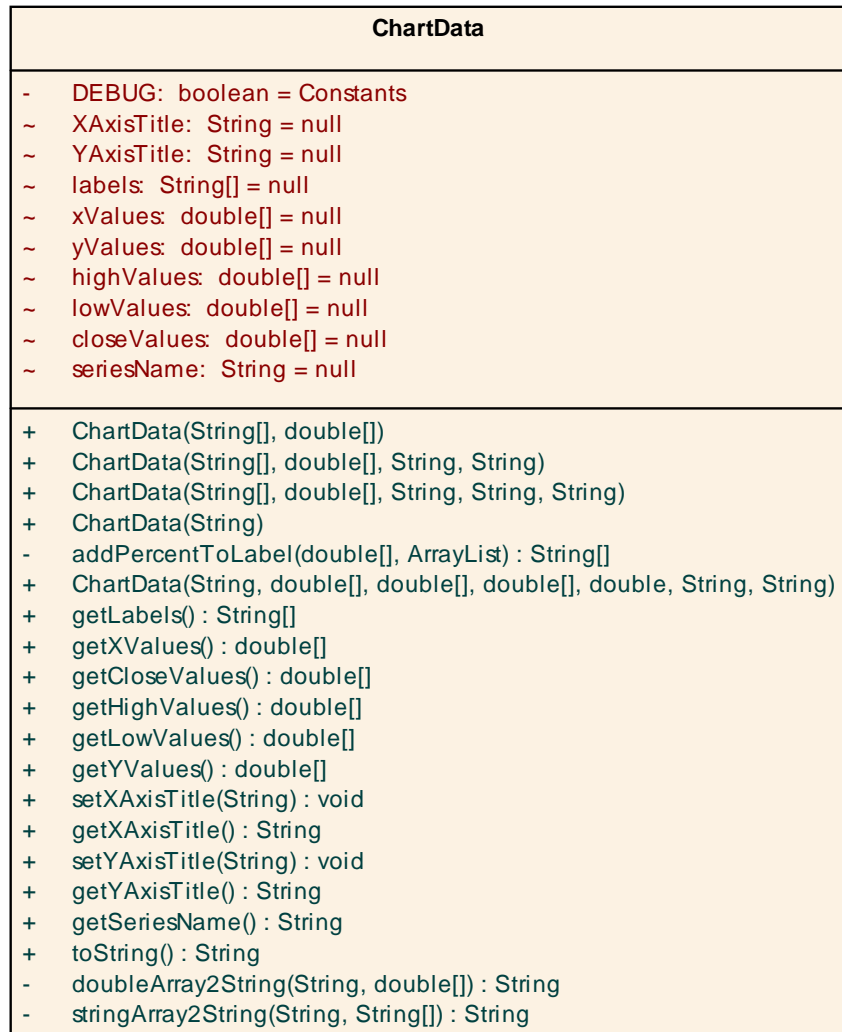 ChartData
- DEBUG: boolean = Constants
~ XAxisTitle: String = null
~ YAxisTitle: String = null
~ labels: String[] = null
~ xValues: double[] = null
~ yValues: double[] = null
~ highValues: double[] = null
~ lowValues: double[] = null
~ closeValues: double[] = null
~ seriesName: String = null
+ ChartData(String[], double[])
+ ChartData(String[], double[], String, String)
+ ChartData(String[], double[], String, String, String)
+ ChartData(String)
- addPercentToLabel(double[], ArrayList) : String[]
+ ChartData(String, double[], double[], double[], double, String, String)
+ getLabels() : String[]
+ getXValues() : double[]
+ getCloseValues() : double[]
+ getHighValues() : double[]
+ getLowValues() : double[]
+ getYValues() : double[]
+ setXAxisTitle(String) : void
+ getXAxisTitle() : String
+ setYAxisTitle(String) : void
+ getYAxisTitle() : String
+ getSeriesName() : String
+ toString() : String
- doubleArray2String(String, double[]) : String
- stringArray2String(String, String[]) : String